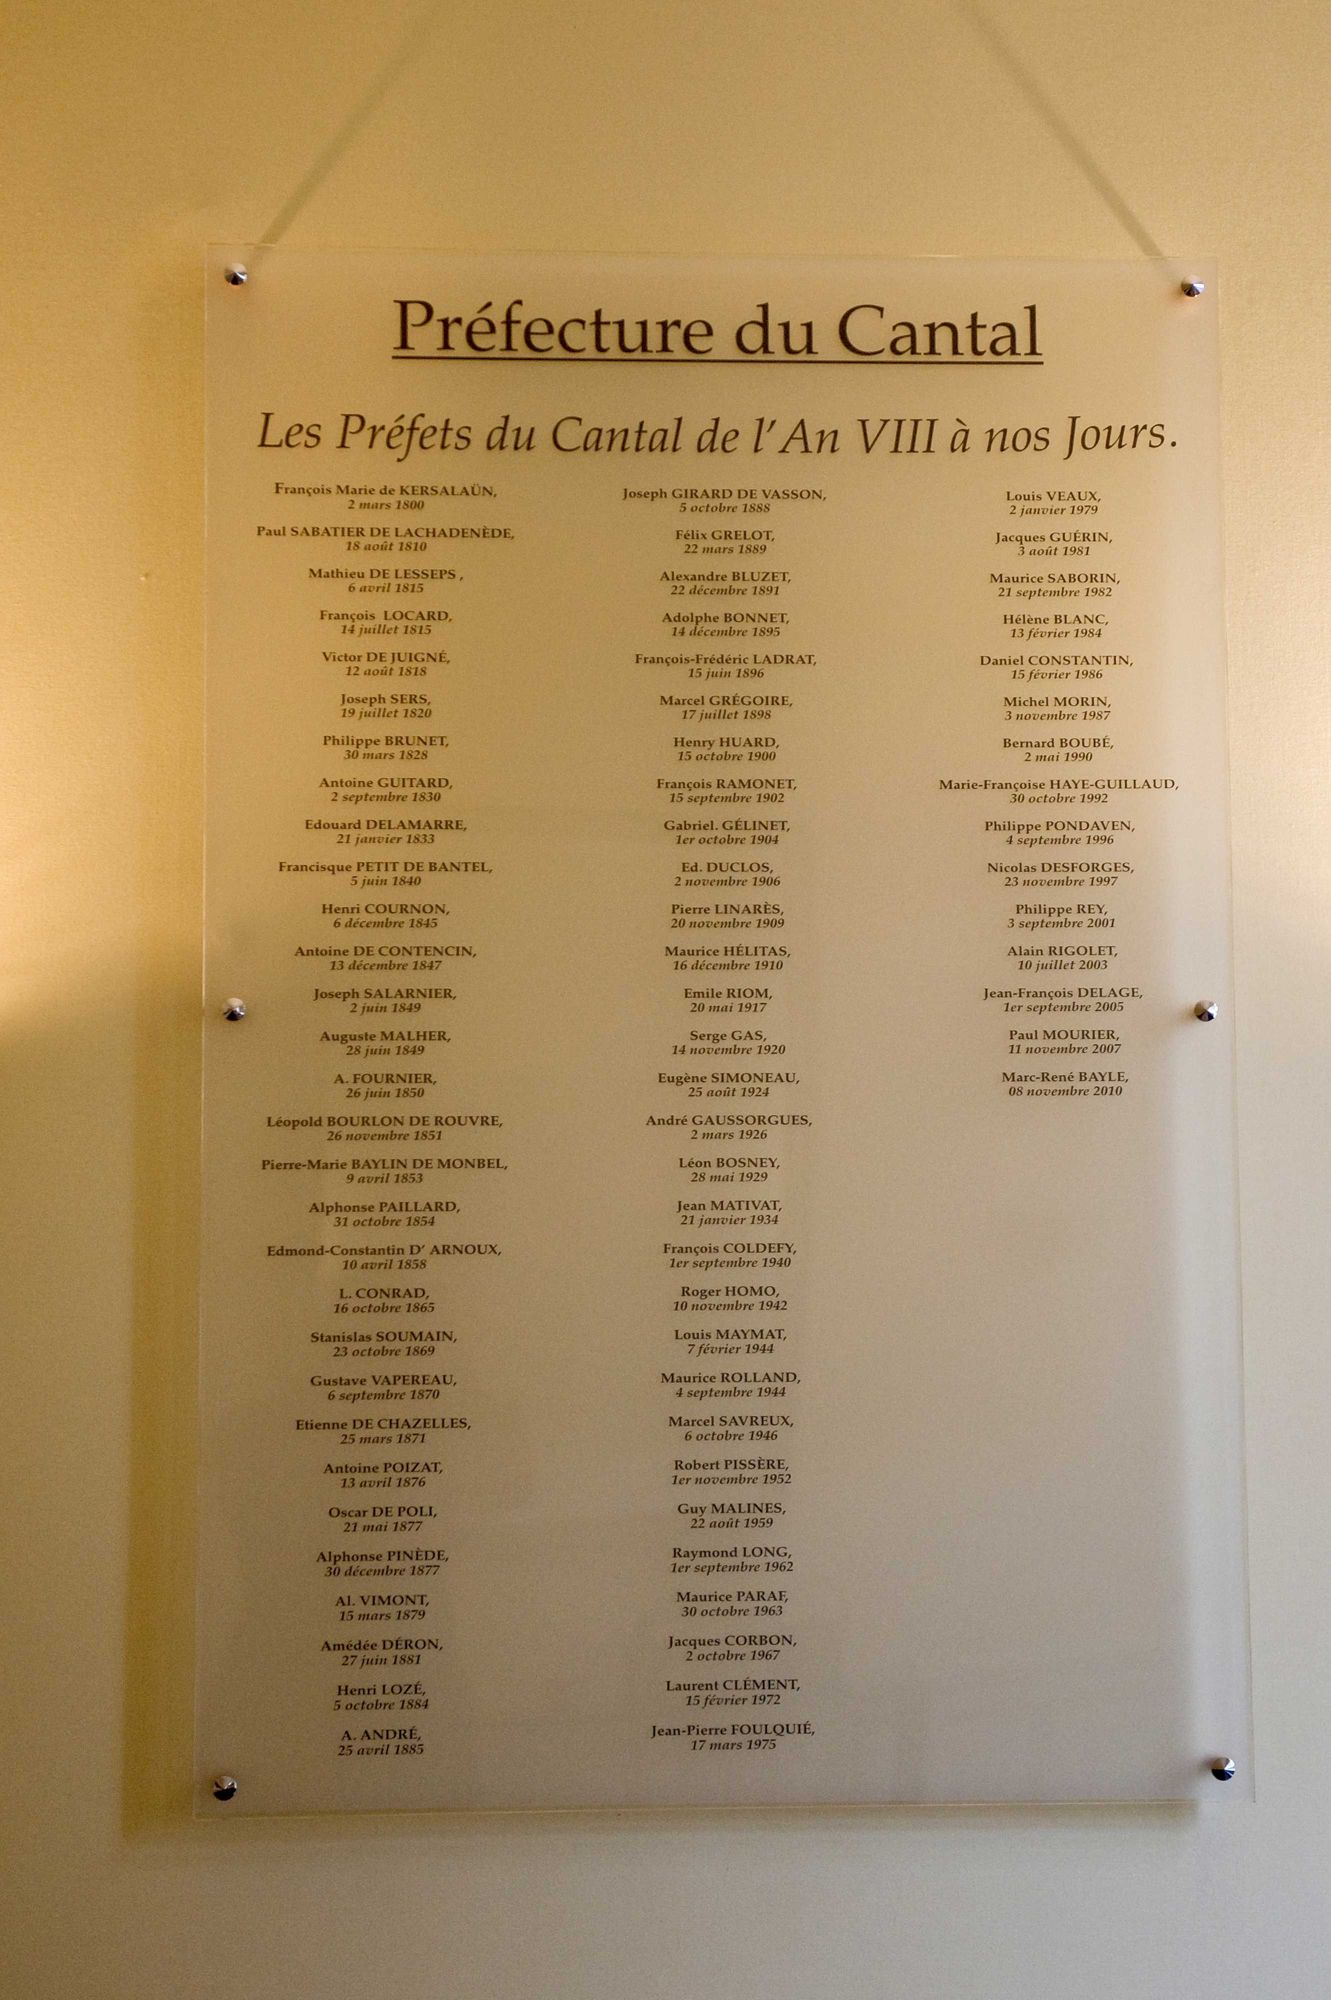 Préfecture du Cantal
Les Préfets du Cantal de l'An VIII à nos Jours.
François Marie de KERSALAÜN,
2 mars 1800
Paul SABATIER DE LACHADENÈDE,
18 août 1810
Mathieu DE LESSEPS ,
6 avril 1815
François LOCARD,
14 juillet 1815
Victor DE JUIGNÉ,
12 août 1818
Joseph SERS,
19 juillet 1820
Philippe BRUNET,
30 mars 1828
Antoine GUITARD,
2 septembre 1830
Edouard DELAMARRE,
21 janvier 1833
Francisque PETIT DE BANTEL,
5 juin 1840
Henri COURNON,
6 décembre 1845
Antoine DE CONTENCIN,
13 décembre 1847
Joseph SALARNIER,
2 juin 1849
Auguste MALHER,
28 juin 1849
A. FOURNIER,
26 juin 1850
Léopold BOURLON DE ROUVRE,
26 novembre 1851
Pierre-Marie BAYLIN DE MONBEL,
9 avril 1853
Alphonse PAILLARD,
31 octobre 1854
Edmond-Constantin D' ARNOUX,
10 avril 1858
L. CONRAD,
16 octobre 1865
Stanislas SOUMAIN,
23 octobre 1869
Gustave VAPEREAU,
6 septembre 1870
Etienne DE CHAZELLES,
25 mars 1871
Antoine POIZAT,
13 avril 1876
Oscar DE POLI,
21 mai 1877
Alphonse PINÈDE,
30 décembre 1877
Al. VIMONT,
15 mars 1879
Amédée DÉRON,
27 juin 1881
Henri LOZÉ,
5 octobre 1884
A. ANDRÉ,
25 avril 1885
Joseph GIRARD DE VASSON,
5 octobre 1888
Félix GRELOT,
22 mars 1889
Alexandre BLUZET,
22 décembre 1891
Adolphe BONNET,
14 décembre 1895
François-Frédéric LADRAT,
15 juin 1896
Marcel GRÉGOIRE,
17 juillet 1898
Henry HUARD,
15 octobre 1900
François RAMONET,
15 septembre 1902
Gabriel. GÉLINET,
1er octobre 1904
Ed. DUCLOS,
2 novembre 1906
Pierre LINARÈS,
20 novembre 1909
Maurice HÉLITAS,
16 décembre 1910
Emile RIOM,
20 mai 1917
Serge GAS,
14 novembre 1920
Eugène SIMONEAU,
25 août 1924
André GAUSSORGUES,
2 mars 1926
Léon BOSNEY,
28 mai 1929
Jean MATIVAT,
21 janvier 1934
François COLDEFY,
1er septembre 1940
Roger HOMO,
10 novembre 1942
Louis MAYMAT,
7 février 1944
Maurice ROLLAND,
4 septembre 1944
Marcel SAVREUX,
6 octobre 1946
Robert PISSÈRE,
1er novembre 1952
Guy MALINES,
22 août 1959
Raymond LONG,
1er septembre 1962
Maurice PARAF,
30 octobre 1963
Jacques CORBON,
2 octobre 1967
Laurent CLÉMENT,
15 février 1972
Jean-Pierre FOULQUIÉ,
17 mars 1975
Louis VEAUX,
2 janvier 1979
Jacques GUÉRIN,
3 août 1981
Maurice SABORIN,
21 septembre 1982
Hélène BLANC,
13 février 1984
Daniel CONSTANTIN,
15 février 1986
Michel MORIN,
3 novembre 1987
Bernard BOUBÉ,
2 mai 1990
Marie-Françoise HAYE-GUILLAUD,
30 octobre 1992
Philippe PONDAVEN,
4 septembre 1996
Nicolas DESFORGES,
23 novembre 1997
Philippe REY,
3 septembre 2001
Alain RIGOLET,
10 juillet 2003
Jean-François DELAGE,
1er septembre 2005
Paul MOURIER,
11 novembre 2007
Marc-René BAYLE,
08 novembre 2010